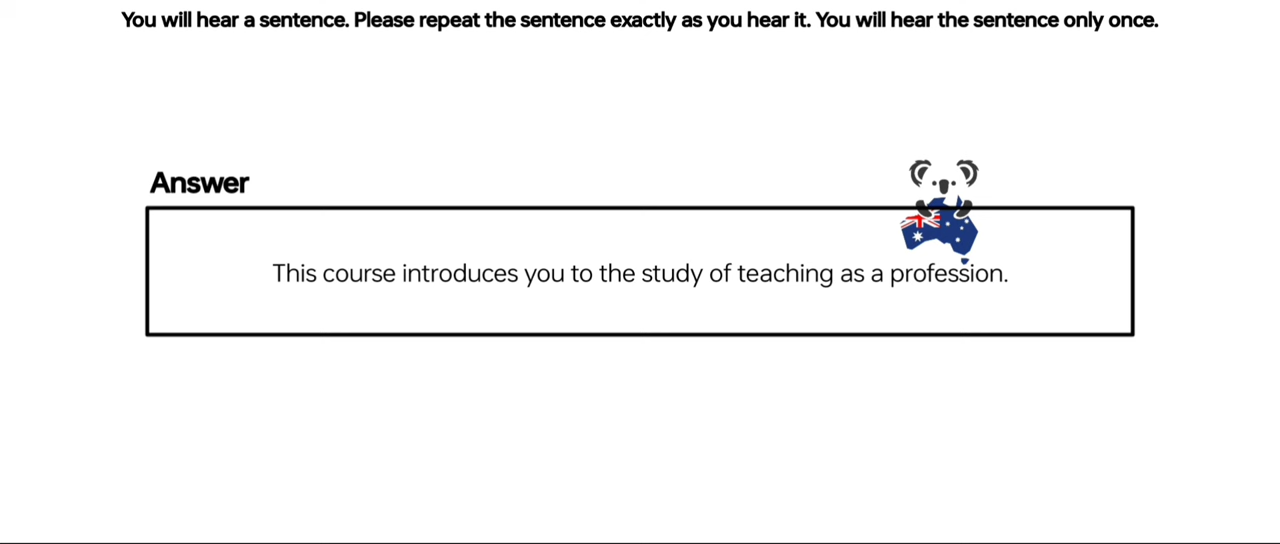 You will hear a sentence. Please repeat the sentence exactly as you hear it. You will hear the sentence only once.
Answer
This course introduces you to the study of teaching as a profession.